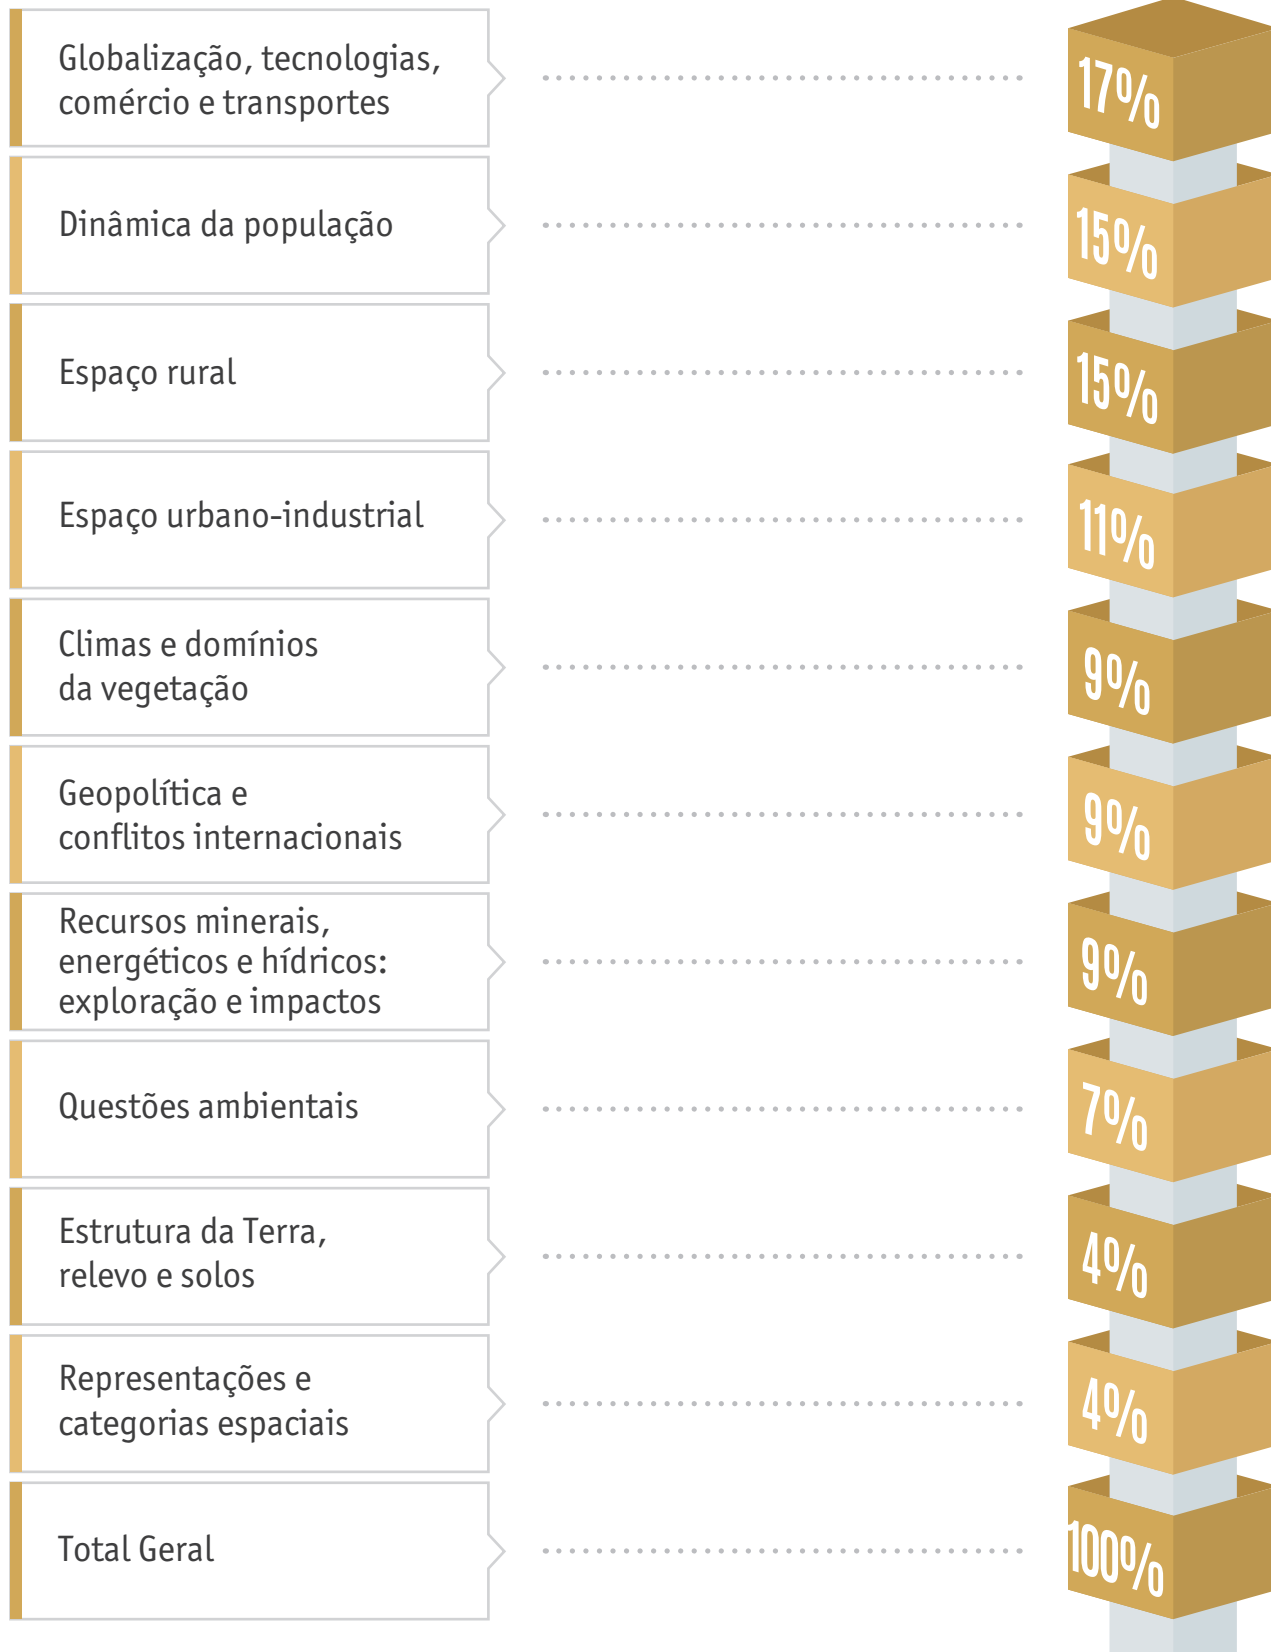 Globalização, tecnologias,
comércio e transportes
17%
Dinâmica da população
15%
Espaço rural
15%
Espaço urbano-industrial
11%
Climas e domínios
da vegetação
9%
Geopolítica e
conflitos internacionais
9%
Recursos minerais,
energéticos e hídricos:
exploração e impactos
9%
Questões ambientais
7%
Estrutura da Terra,
relevo e solos
4%
Representações e
categorias espaciais
4%
Total Geral
100%